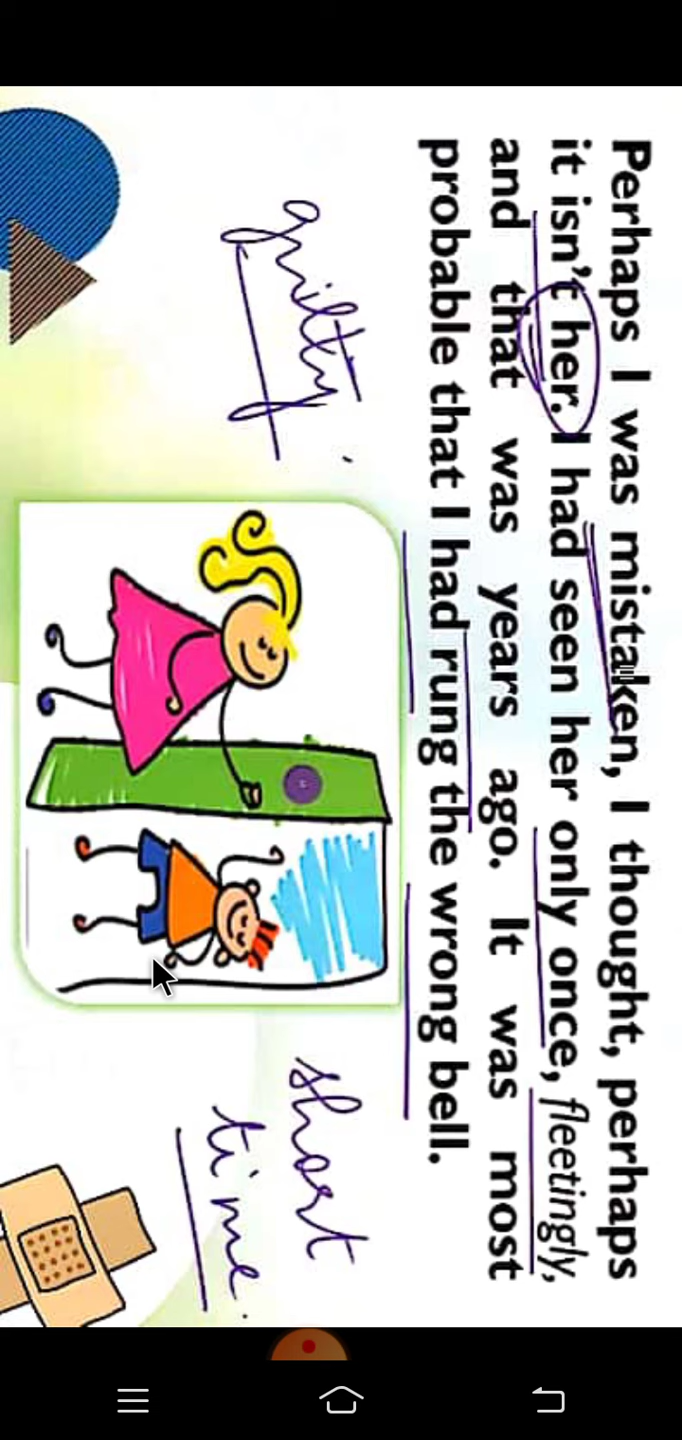 Perhaps I was mistaken, I thought, perhaps
it isn't her. I had seen her only once, fleetingly,
and that was years ago. It was most
probable that I had rung the wrong bell.
guilty.
short
time.